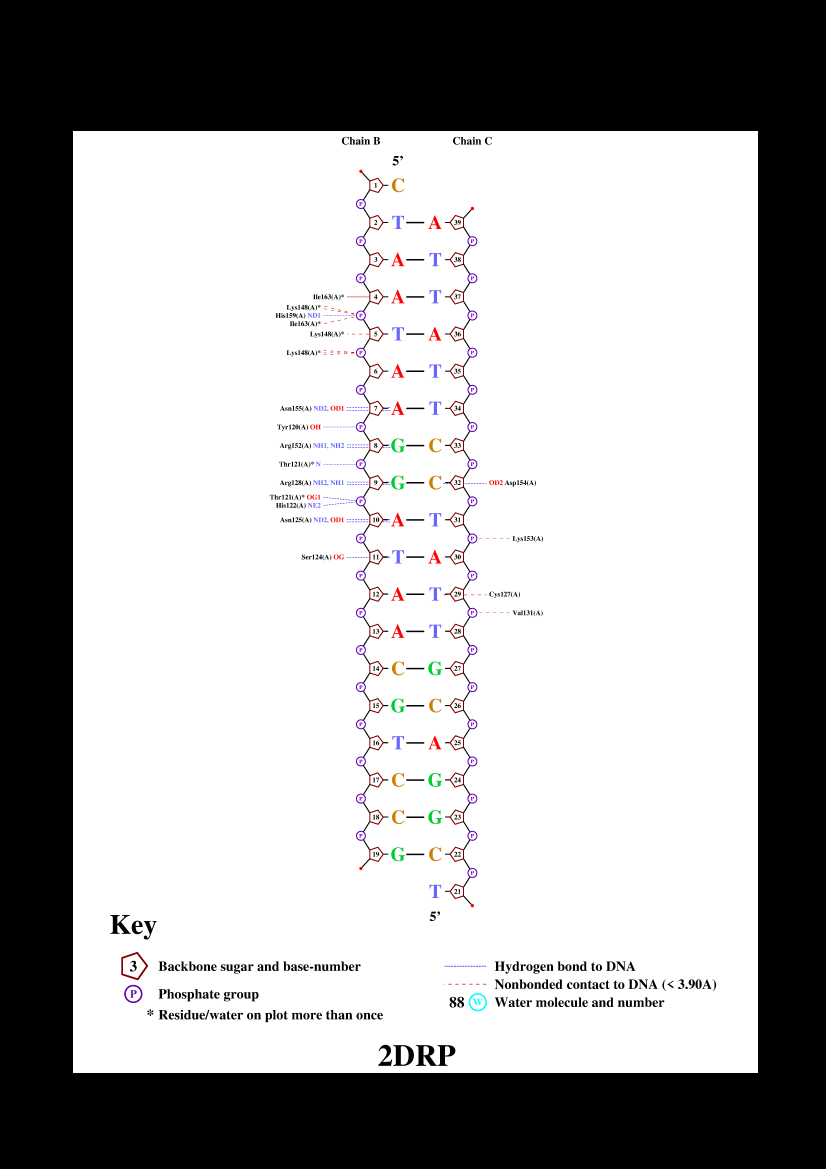 Chain B Chain C
5'
1 C
P
2 T A 39
P P
3 A T 38
P P
Ile163(A)* 4 A T 37
Lys148(A)*
His159(A) ND1 P P
Ile163(A)*
Lys148(A)* 5 T A 36
Lys148(A)* P P
6 A T 35
P P
Asn155(A) ND2, OD1 7 A T 34
Tyr120(A) OH P P
Arg152(A) NH1, NH2 8 G C 33
Thr121(A)* N P P
Arg128(A) NH2, NH1 9 G C 32 OD2 Asp154(A)
Thr121(A)* OG1 P P
His122(A) NE2
Asn125(A) ND2, OD1 10 A T 31
P P Lys153(A)
Ser124(A) OG 11 T A 30
P P
12 A T 29 Cys127(A)
P P Val131(A)
13 A T 28
P P
14 C G 27
P P
15 G C 26
P P
16 T A 25
P P
17 C G 24
P P
18 C G 23
P P
19 G C 22
P
T 21
5'
Key
3 Backbone sugar and base-number
P Phosphate group
* Residue/water on plot more than once
Hydrogen bond to DNA
Nonbonded contact to DNA (< 3.90A)
88 W Water molecule and number
2DRP